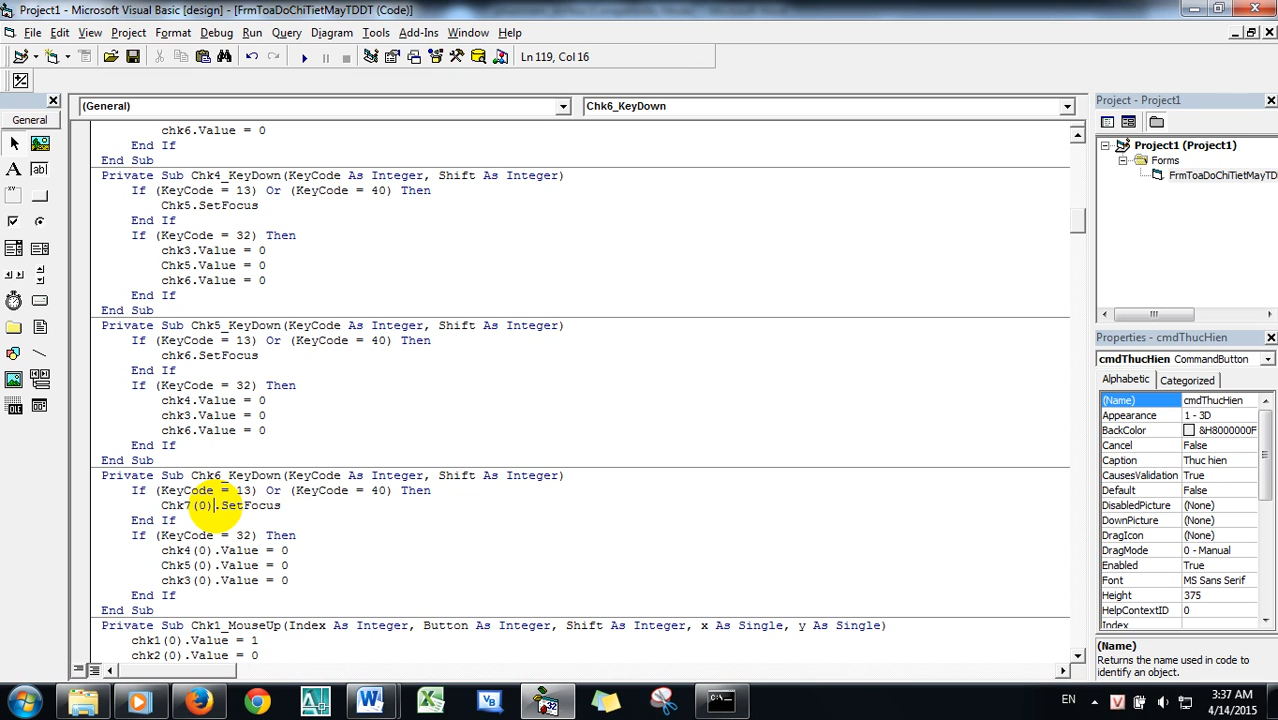 Project1 - Microsoft Visual Basic [design] - [FrmToaDoChiTietMayTDDT (Code)]
File Edit View Project Format Debug Run Query Diagram Tools Add-Ins Window Help
Ln 119, Col 16
General
(General) Chk6_KeyDown
chk6.Value = 0
End If
End Sub
Private Sub Chk4_KeyDown(KeyCode As Integer, Shift As Integer)
If (KeyCode = 13) Or (KeyCode = 40) Then
Chk5.SetFocus
End If
If (KeyCode = 32) Then
chk3.Value = 0
Chk5.Value = 0
chk6.Value = 0
End If
End Sub
Private Sub Chk5_KeyDown(KeyCode As Integer, Shift As Integer)
If (KeyCode = 13) Or (KeyCode = 40) Then
chk6.SetFocus
End If
If (KeyCode = 32) Then
chk4.Value = 0
chk3.Value = 0
chk6.Value = 0
End If
End Sub
Private Sub Chk6_KeyDown(KeyCode As Integer, Shift As Integer)
If (KeyCode = 13) Or (KeyCode = 40) Then
Chk7(0).SetFocus
End If
If (KeyCode = 32) Then
chk4(0).Value = 0
Chk5(0).Value = 0
chk3(0).Value = 0
End If
End Sub
Private Sub Chk1_MouseUp(Index As Integer, Button As Integer, Shift As Integer, x As Single, y As Single)
chk1(0).Value = 1
chk2(0).Value = 0
Project - Project1
Project1 (Project1)
Forms
FrmToaDoChiTietMayTD
Properties - cmdThucHien
cmdThucHien CommandButton
Alphabetic Categorized
(Name) cmdThucHien
Appearance 1 - 3D
BackColor &H8000000F
Cancel False
Caption Thuc hien
CausesValidation True
Default False
DisabledPicture (None)
DownPicture (None)
DragIcon (None)
DragMode 0 - Manual
Enabled True
Font MS Sans Serif
Height 375
HelpContextID 0
Index
(Name)
Returns the name used in code to
identify an object.
EN
3:37 AM
4/14/2015